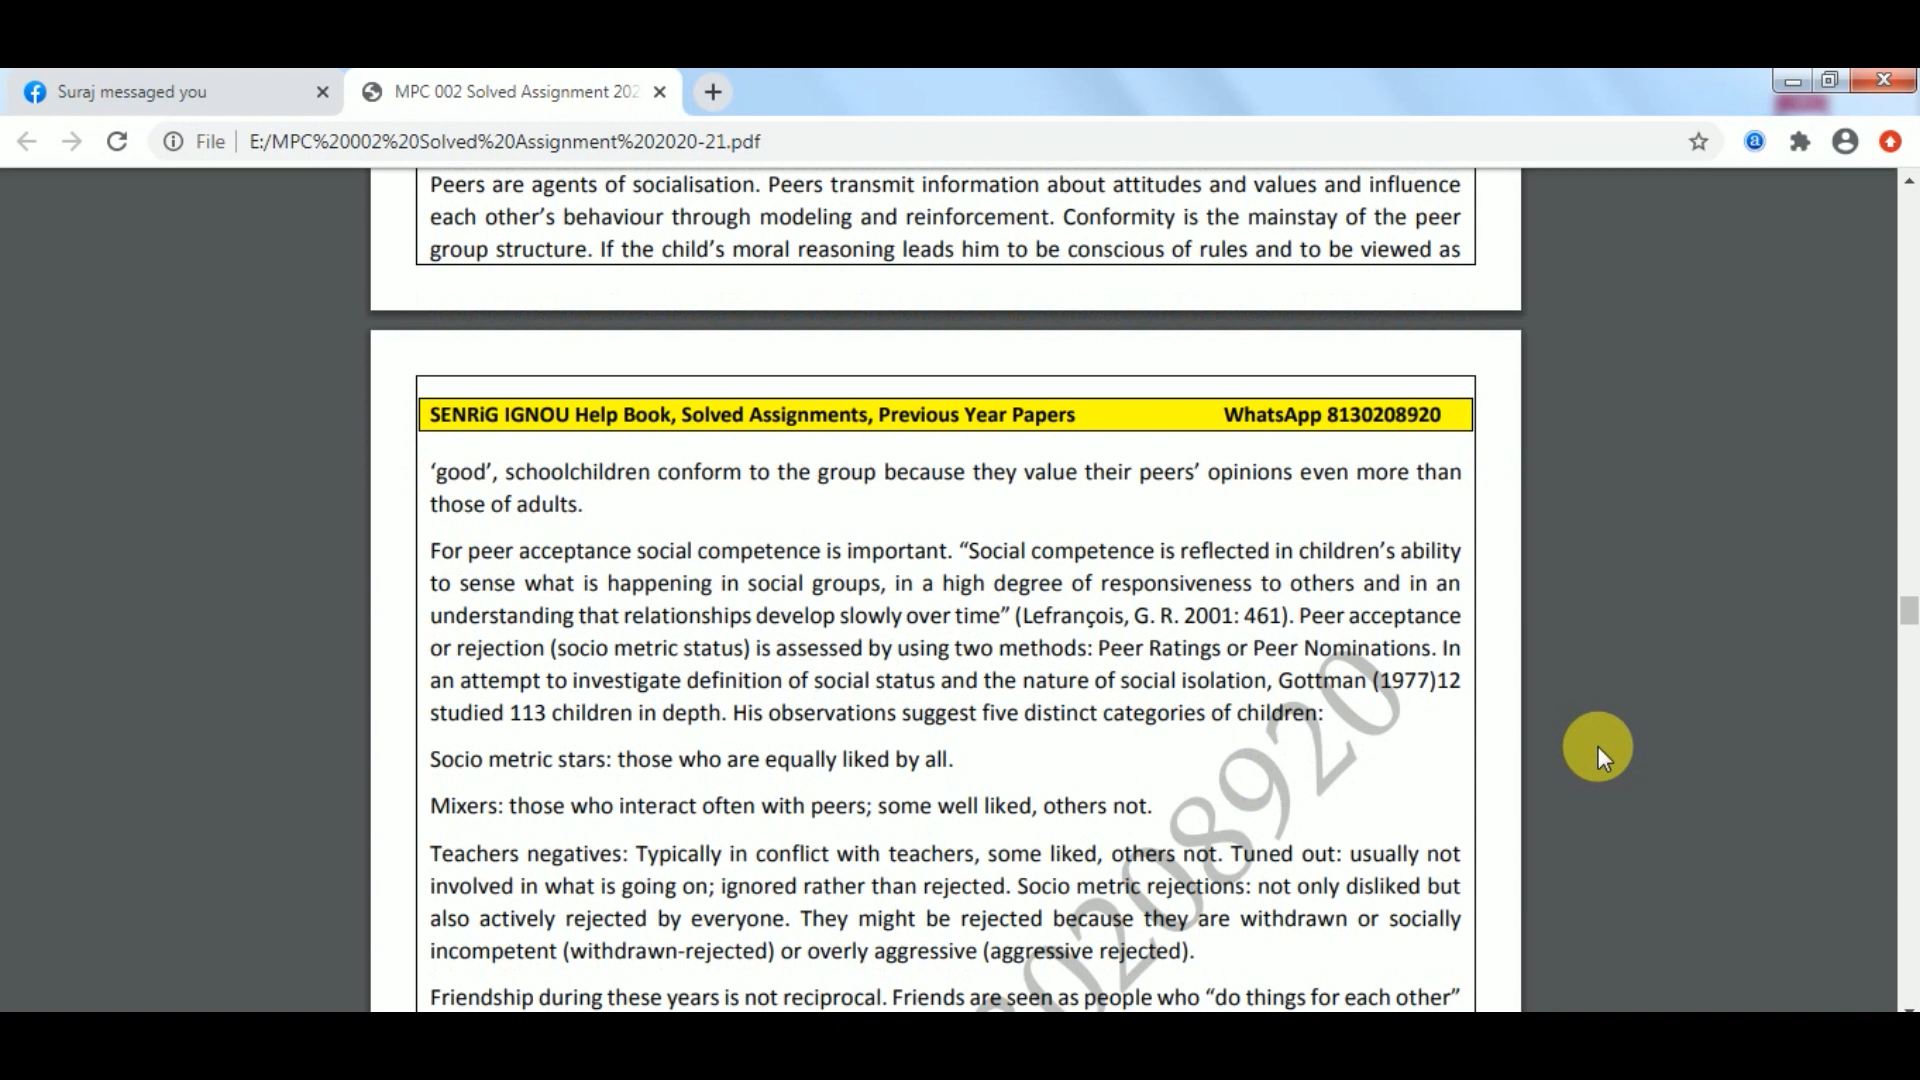 Suraj messaged you
MPC 002 Solved Assignment 202
File
E:/MPC%20002%20Solved%20Assignment%202020-21.pdf
Peers are agents of socialisation. Peers transmit information about attitudes and values and influence
each other’s behaviour through modeling and reinforcement. Conformity is the mainstay of the peer
group structure. If the child’s moral reasoning leads him to be conscious of rules and to be viewed as
SENRiG IGNOU Help Book, Solved Assignments, Previous Year Papers WhatsApp 8130208920
‘good’, schoolchildren conform to the group because they value their peers’ opinions even more than
those of adults.
For peer acceptance social competence is important. “Social competence is reflected in children’s ability
to sense what is happening in social groups, in a high degree of responsiveness to others and in an
understanding that relationships develop slowly over time” (Lefrançois, G. R. 2001: 461). Peer acceptance
or rejection (socio metric status) is assessed by using two methods: Peer Ratings or Peer Nominations. In
an attempt to investigate definition of social status and the nature of social isolation, Gottman (1977)12
studied 113 children in depth. His observations suggest five distinct categories of children:
Socio metric stars: those who are equally liked by all.
Mixers: those who interact often with peers; some well liked, others not.
Teachers negatives: Typically in conflict with teachers, some liked, others not. Tuned out: usually not
involved in what is going on; ignored rather than rejected. Socio metric rejections: not only disliked but
also actively rejected by everyone. They might be rejected because they are withdrawn or socially
incompetent (withdrawn-rejected) or overly aggressive (aggressive rejected).
Friendship during these years is not reciprocal. Friends are seen as people who “do things for each other”
0208920